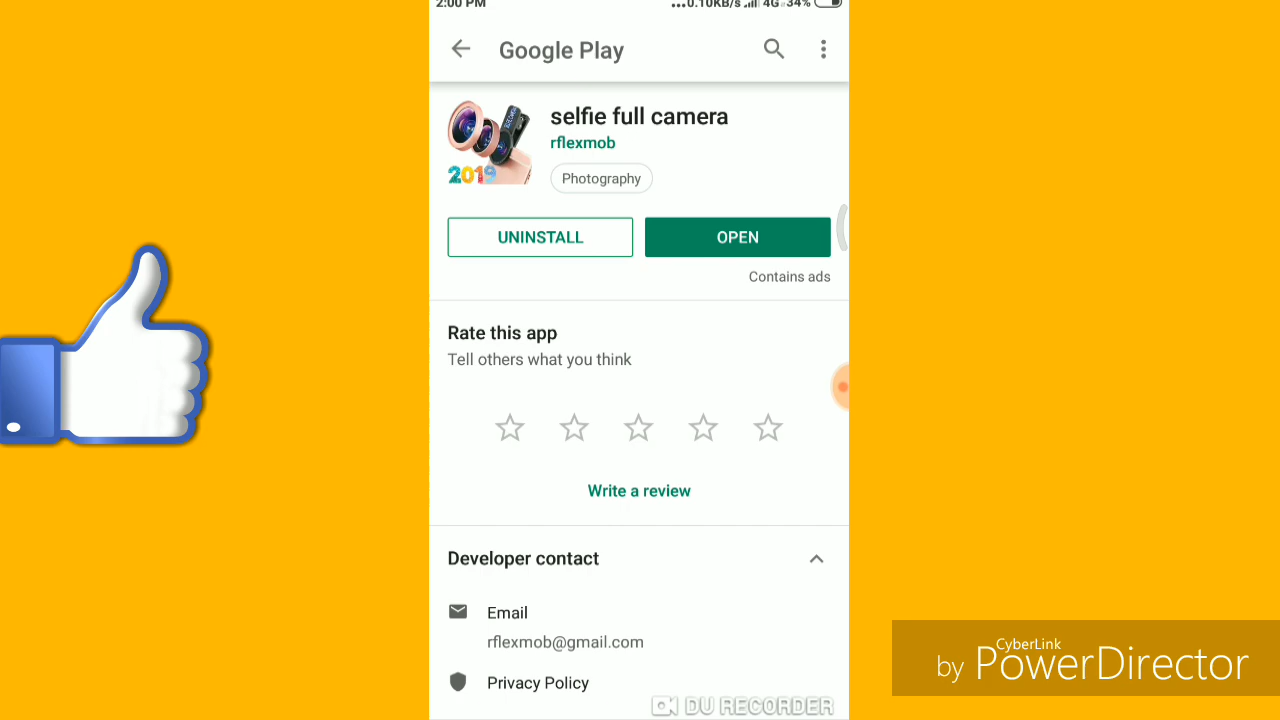 2:00 PM ...0.10KB/s 4G 34%
Google Play
selfie full camera
rflexmob
Photography
2019
UNINSTALL
OPEN
Contains ads
Rate this app
Tell others what you think
Write a review
Developer contact
Email
rflexmob@gmail.com
Privacy Policy
DU RECORDER
CyberLink
by PowerDirector